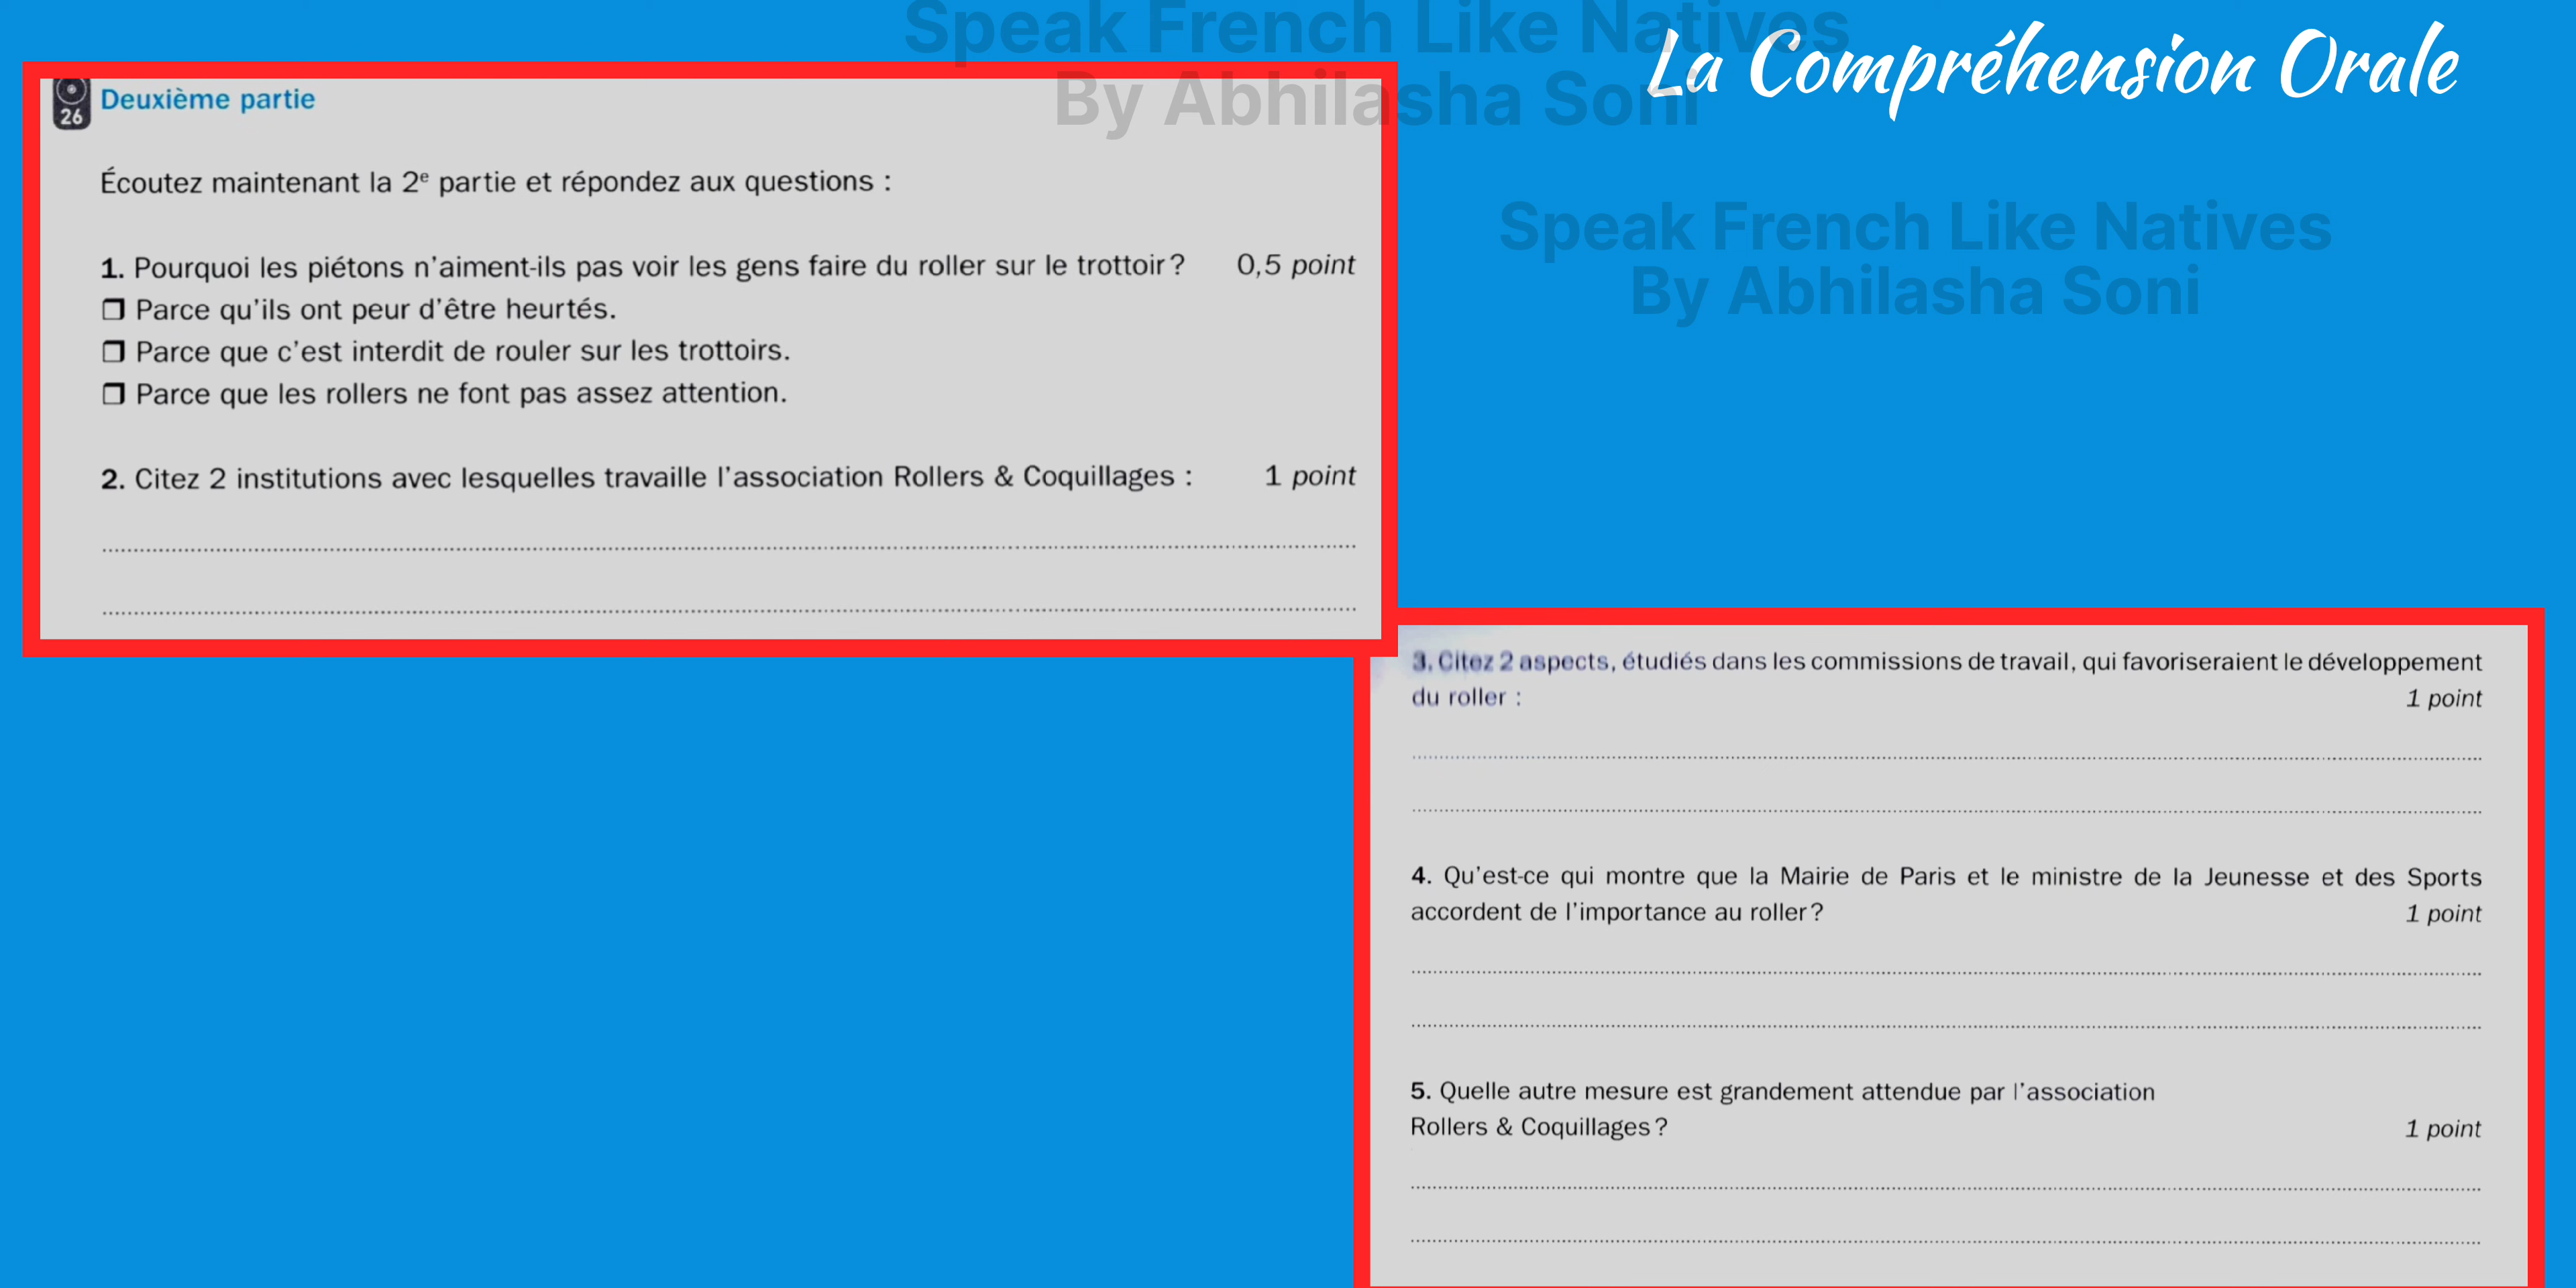 Speak French Like Natives
By Abhilasha Soni
La Compréhension Orale
Speak French Like Natives
By Abhilasha Soni
26 Deuxième partie
Écoutez maintenant la 2e partie et répondez aux questions :
1. Pourquoi les piétons n'aiment-ils pas voir les gens faire du roller sur le trottoir ? 0,5 point
❒ Parce qu'ils ont peur d'être heurtés.
❒ Parce que c'est interdit de rouler sur les trottoirs.
❒ Parce que les rollers ne font pas assez attention.
2. Citez 2 institutions avec lesquelles travaille l'association Rollers & Coquillages : 1 point
3. Citez 2 aspects, étudiés dans les commissions de travail, qui favoriseraient le développement
du roller : 1 point
4. Qu'est-ce qui montre que la Mairie de Paris et le ministre de la Jeunesse et des Sports
accordent de l'importance au roller ? 1 point
5. Quelle autre mesure est grandement attendue par l'association
Rollers & Coquillages ? 1 point